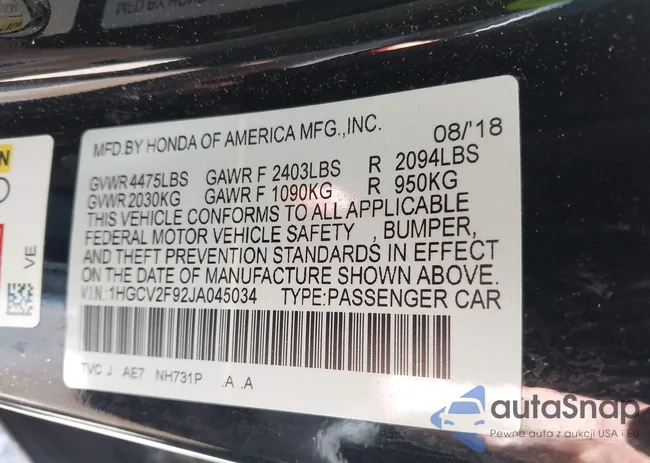 MFD.BY HONDA OF AMERICA MFG.,INC. 08/'18
GVWR 4475LBS GAWR F 2403LBS R 2094LBS
GVWR 2030KG GAWR F 1090KG R 950KG
THIS VEHICLE CONFORMS TO ALL APPLICABLE
FEDERAL MOTOR VEHICLE SAFETY , BUMPER,
AND THEFT PREVENTION STANDARDS IN EFFECT
ON THE DATE OF MANUFACTURE SHOWN ABOVE.
V.I.N.:1HGCV2F92JA045034 TYPE:PASSENGER CAR
TVC J AE7 NH731P .A .A
VE
autaSnap
Pewne auta z aukcji USA i EU